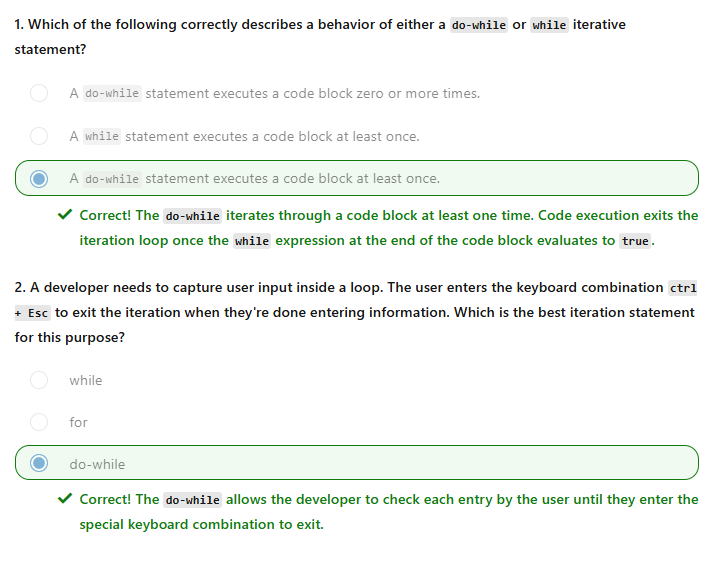 1. Which of the following correctly describes a behavior of either a do-while or while iterative
statement?
A do-while statement executes a code block zero or more times.
A while statement executes a code block at least once.
A do-while statement executes a code block at least once.
Correct! The do-while iterates through a code block at least one time. Code execution exits the
iteration loop once the while expression at the end of the code block evaluates to true.
2. A developer needs to capture user input inside a loop. The user enters the keyboard combination ctrl
+ Esc to exit the iteration when they're done entering information. Which is the best iteration statement
for this purpose?
while
for
do-while
Correct! The do-while allows the developer to check each entry by the user until they enter the
special keyboard combination to exit.